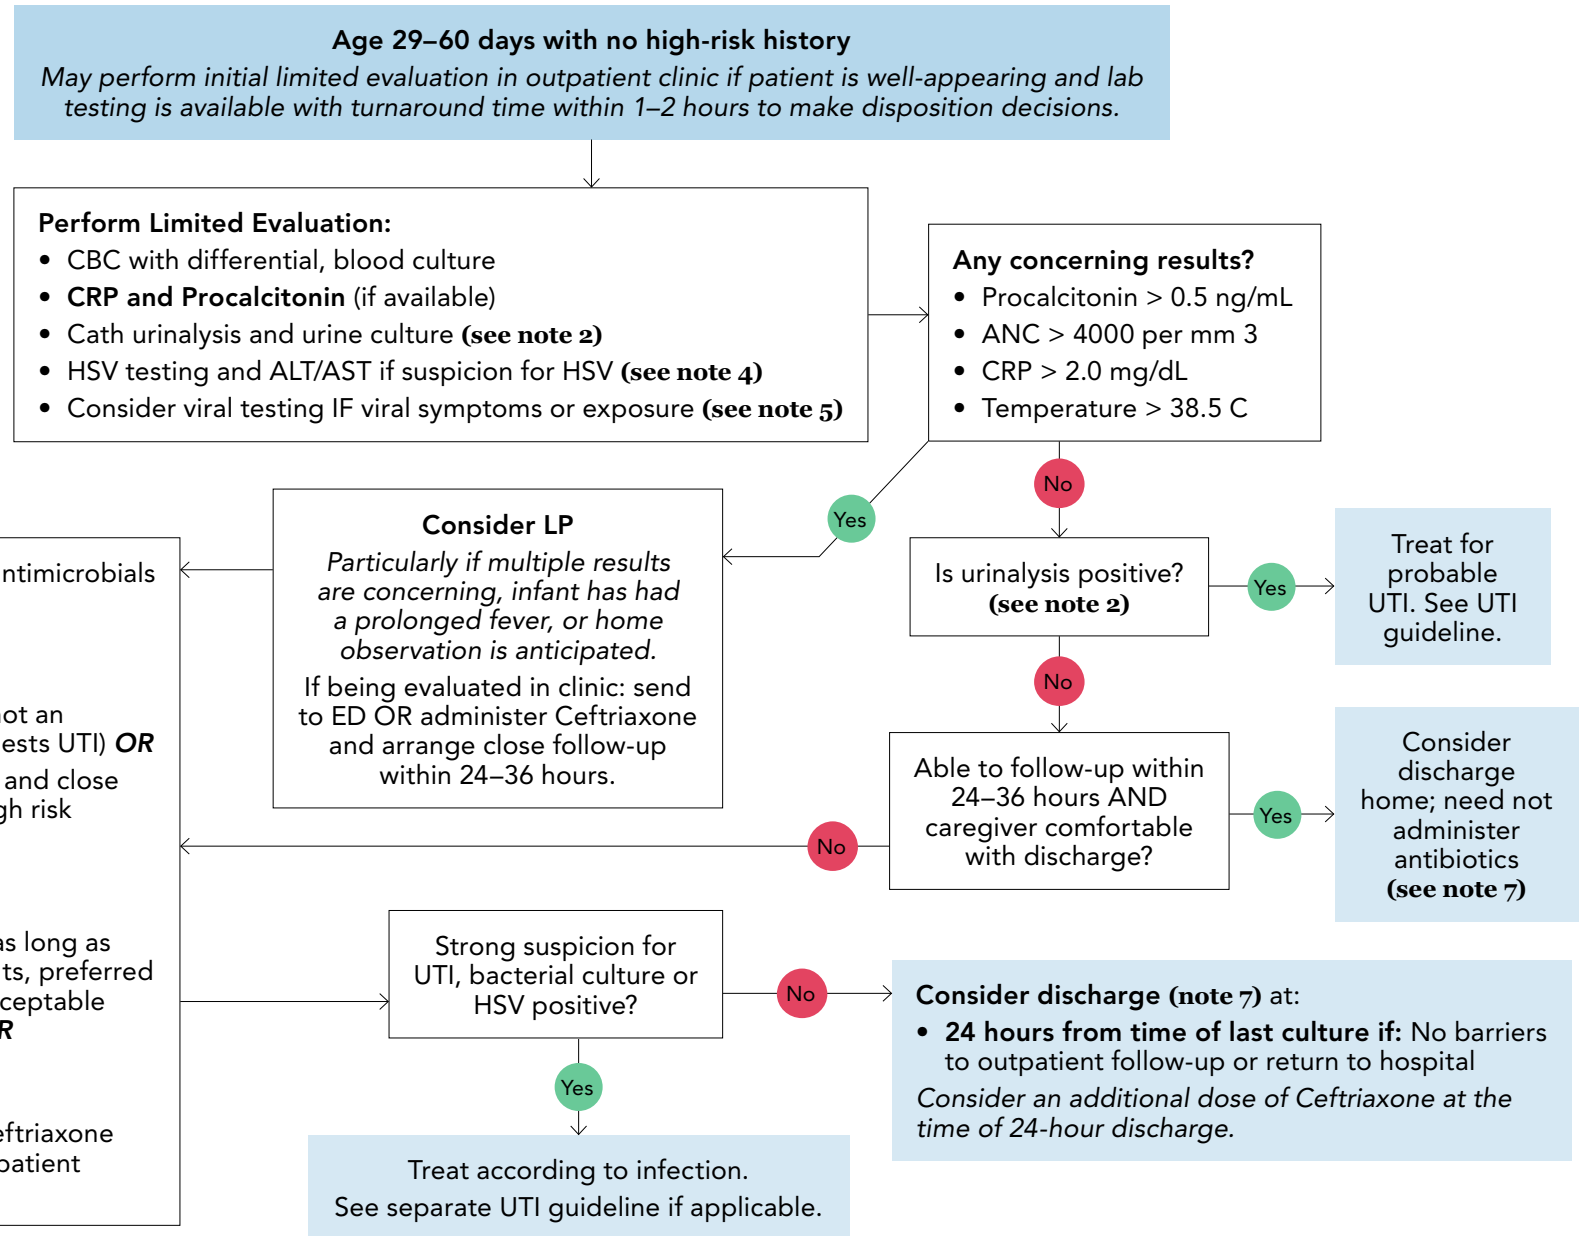 Age 29–60 days with no high-risk history
May perform initial limited evaluation in outpatient clinic if patient is well-appearing and lab
testing is available with turnaround time within 1–2 hours to make disposition decisions.
Perform Limited Evaluation:
• CBC with differential, blood culture
• CRP and Procalcitonin (if available)
• Cath urinalysis and urine culture (see note 2)
• HSV testing and ALT/AST if suspicion for HSV (see note 4)
• Consider viral testing IF viral symptoms or exposure (see note 5)
Any concerning results?
• Procalcitonin > 0.5 ng/mL
• ANC > 4000 per mm 3
• CRP > 2.0 mg/dL
• Temperature > 38.5 C
Yes
No
Consider LP
Particularly if multiple results
are concerning, infant has had
a prolonged fever, or home
observation is anticipated.
If being evaluated in clinic: send
to ED OR administer Ceftriaxone
and arrange close follow-up
within 24–36 hours.
Is urinalysis positive?
(see note 2)
Yes
Treat for
probable
UTI. See UTI
guideline.
No
Able to follow-up within
24–36 hours AND
caregiver comfortable
with discharge?
Yes
Consider
discharge
home; need not
administer
antibiotics
(see note 7)
No
ntimicrobials
not an
ests UTI) OR
and close
gh risk
as long as
ts, preferred
cceptable
R
eftriaxone
patient
Strong suspicion for
UTI, bacterial culture or
HSV positive?
No
Consider discharge (note 7) at:
• 24 hours from time of last culture if: No barriers
to outpatient follow-up or return to hospital
Consider an additional dose of Ceftriaxone at the
time of 24-hour discharge.
Yes
Treat according to infection.
See separate UTI guideline if applicable.